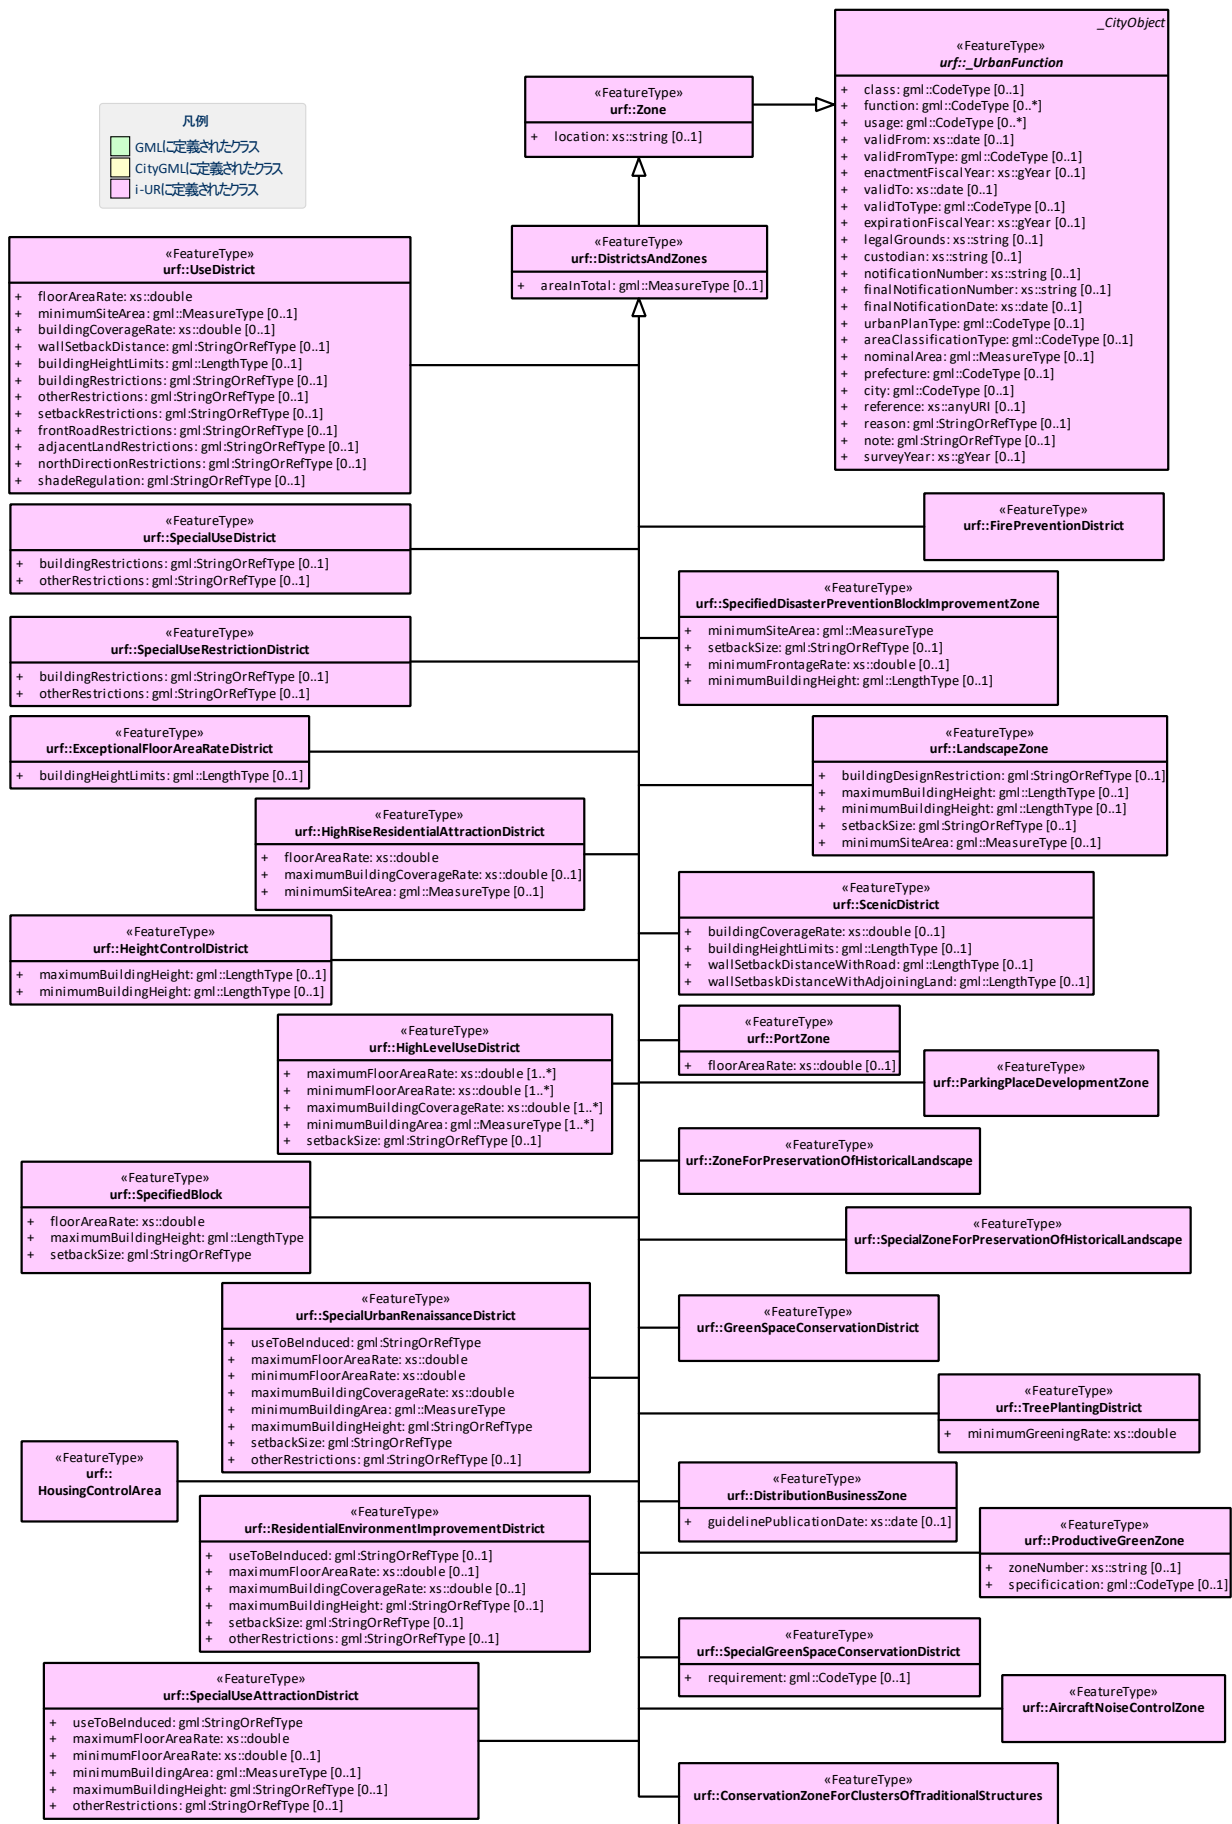 _CityObject
«FeatureType»
urf::_UrbanFunction
+ class: gml::CodeType [0..1]
+ function: gml::CodeType [0..*]
+ usage: gml::CodeType [0..*]
+ validFrom: xs::date [0..1]
+ validFromType: gml::CodeType [0..1]
+ enactmentFiscalYear: xs::gYear [0..1]
+ validTo: xs::date [0..1]
+ validToType: gml::CodeType [0..1]
+ expirationFiscalYear: xs::gYear [0..1]
+ legalGrounds: xs::string [0..1]
+ custodian: xs::string [0..1]
+ notificationNumber: xs::string [0..1]
+ finalNotificationNumber: xs::string [0..1]
+ finalNotificationDate: xs::date [0..1]
+ urbanPlanType: gml::CodeType [0..1]
+ areaClassificationType: gml::CodeType [0..1]
+ nominalArea: gml::MeasureType [0..1]
+ prefecture: gml::CodeType [0..1]
+ city: gml::CodeType [0..1]
+ reference: xs::anyURI [0..1]
+ reason: gml:StringOrRefType [0..1]
+ note: gml:StringOrRefType [0..1]
+ surveyYear: xs::gYear [0..1]
«FeatureType»
urf::Zone
+ location: xs::string [0..1]
凡例
GMLに定義されたクラス
CityGMLに定義されたクラス
i-URに定義されたクラス
«FeatureType»
urf::DistrictsAndZones
+ areaInTotal: gml::MeasureType [0..1]
«FeatureType»
urf::UseDistrict
+ floorAreaRate: xs::double
+ minimumSiteArea: gml::MeasureType [0..1]
+ buildingCoverageRate: xs::double [0..1]
+ wallSetbackDistance: gml:StringOrRefType [0..1]
+ buildingHeightLimits: gml::LengthType [0..1]
+ buildingRestrictions: gml:StringOrRefType [0..1]
+ otherRestrictions: gml:StringOrRefType [0..1]
+ setbackRestrictions: gml:StringOrRefType [0..1]
+ frontRoadRestrictions: gml:StringOrRefType [0..1]
+ adjacentLandRestrictions: gml:StringOrRefType [0..1]
+ northDirectionRestrictions: gml:StringOrRefType [0..1]
+ shadeRegulation: gml:StringOrRefType [0..1]
«FeatureType»
urf::FirePreventionDistrict
«FeatureType»
urf::SpecialUseDistrict
+ buildingRestrictions: gml:StringOrRefType [0..1]
+ otherRestrictions: gml:StringOrRefType [0..1]
«FeatureType»
urf::SpecifiedDisasterPreventionBlockImprovementZone
+ minimumSiteArea: gml::MeasureType
+ setbackSize: gml:StringOrRefType [0..1]
+ minimumFrontageRate: xs::double [0..1]
+ minimumBuildingHeight: gml::LengthType [0..1]
«FeatureType»
urf::SpecialUseRestrictionDistrict
+ buildingRestrictions: gml:StringOrRefType [0..1]
+ otherRestrictions: gml:StringOrRefType [0..1]
«FeatureType»
urf::ExceptionalFloorAreaRateDistrict
+ buildingHeightLimits: gml::LengthType [0..1]
«FeatureType»
urf::LandscapeZone
+ buildingDesignRestriction: gml:StringOrRefType [0..1]
+ maximumBuildingHeight: gml::LengthType [0..1]
+ minimumBuildingHeight: gml::LengthType [0..1]
+ setbackSize: gml:StringOrRefType [0..1]
+ minimumSiteArea: gml::MeasureType [0..1]
«FeatureType»
urf::HighRiseResidentialAttractionDistrict
+ floorAreaRate: xs::double
+ maximumBuildingCoverageRate: xs::double [0..1]
+ minimumSiteArea: gml::MeasureType [0..1]
«FeatureType»
urf::ScenicDistrict
+ buildingCoverageRate: xs::double [0..1]
+ buildingHeightLimits: gml::LengthType [0..1]
+ wallSetbackDistanceWithRoad: gml::LengthType [0..1]
+ wallSetbaskDistanceWithAdjoiningLand: gml::LengthType [0..1]
«FeatureType»
urf::HeightControlDistrict
+ maximumBuildingHeight: gml::LengthType [0..1]
+ minimumBuildingHeight: gml::LengthType [0..1]
«FeatureType»
urf::PortZone
+ floorAreaRate: xs::double [0..1]
«FeatureType»
urf::HighLevelUseDistrict
+ maximumFloorAreaRate: xs::double [1..*]
+ minimumFloorAreaRate: xs::double [1..*]
+ maximumBuildingCoverageRate: xs::double [1..*]
+ minimumBuildingArea: gml::MeasureType [1..*]
+ setbackSize: gml:StringOrRefType [0..1]
«FeatureType»
urf::ParkingPlaceDevelopmentZone
«FeatureType»
urf::ZoneForPreservationOfHistoricalLandscape
«FeatureType»
urf::SpecifiedBlock
+ floorAreaRate: xs::double
+ maximumBuildingHeight: gml::LengthType
+ setbackSize: gml:StringOrRefType
«FeatureType»
urf::SpecialZoneForPreservationOfHistoricalLandscape
«FeatureType»
urf::SpecialUrbanRenaissanceDistrict
+ useToBeInduced: gml:StringOrRefType
+ maximumFloorAreaRate: xs::double
+ minimumFloorAreaRate: xs::double
+ maximumBuildingCoverageRate: xs::double
+ minimumBuildingArea: gml::MeasureType
+ maximumBuildingHeight: gml:StringOrRefType
+ setbackSize: gml:StringOrRefType
+ otherRestrictions: gml:StringOrRefType [0..1]
«FeatureType»
urf::GreenSpaceConservationDistrict
«FeatureType»
urf::TreePlantingDistrict
+ minimumGreeningRate: xs::double
«FeatureType»
urf::
HousingControlArea
«FeatureType»
urf::DistributionBusinessZone
+ guidelinePublicationDate: xs::date [0..1]
«FeatureType»
urf::ResidentialEnvironmentImprovementDistrict
+ useToBeInduced: gml:StringOrRefType [0..1]
+ maximumFloorAreaRate: xs::double [0..1]
+ maximumBuildingCoverageRate: xs::double [0..1]
+ maximumBuildingHeight: gml:StringOrRefType [0..1]
+ setbackSize: gml:StringOrRefType [0..1]
+ otherRestrictions: gml:StringOrRefType [0..1]
«FeatureType»
urf::ProductiveGreenZone
+ zoneNumber: xs::string [0..1]
+ specificication: gml::CodeType [0..1]
«FeatureType»
urf::SpecialGreenSpaceConservationDistrict
+ requirement: gml::CodeType [0..1]
«FeatureType»
urf::SpecialUseAttractionDistrict
+ useToBeInduced: gml:StringOrRefType
+ maximumFloorAreaRate: xs::double
+ minimumFloorAreaRate: xs::double [0..1]
+ minimumBuildingArea: gml::MeasureType [0..1]
+ maximumBuildingHeight: gml:StringOrRefType [0..1]
+ otherRestrictions: gml:StringOrRefType [0..1]
«FeatureType»
urf::AircraftNoiseControlZone
«FeatureType»
urf::ConservationZoneForClustersOfTraditionalStructures